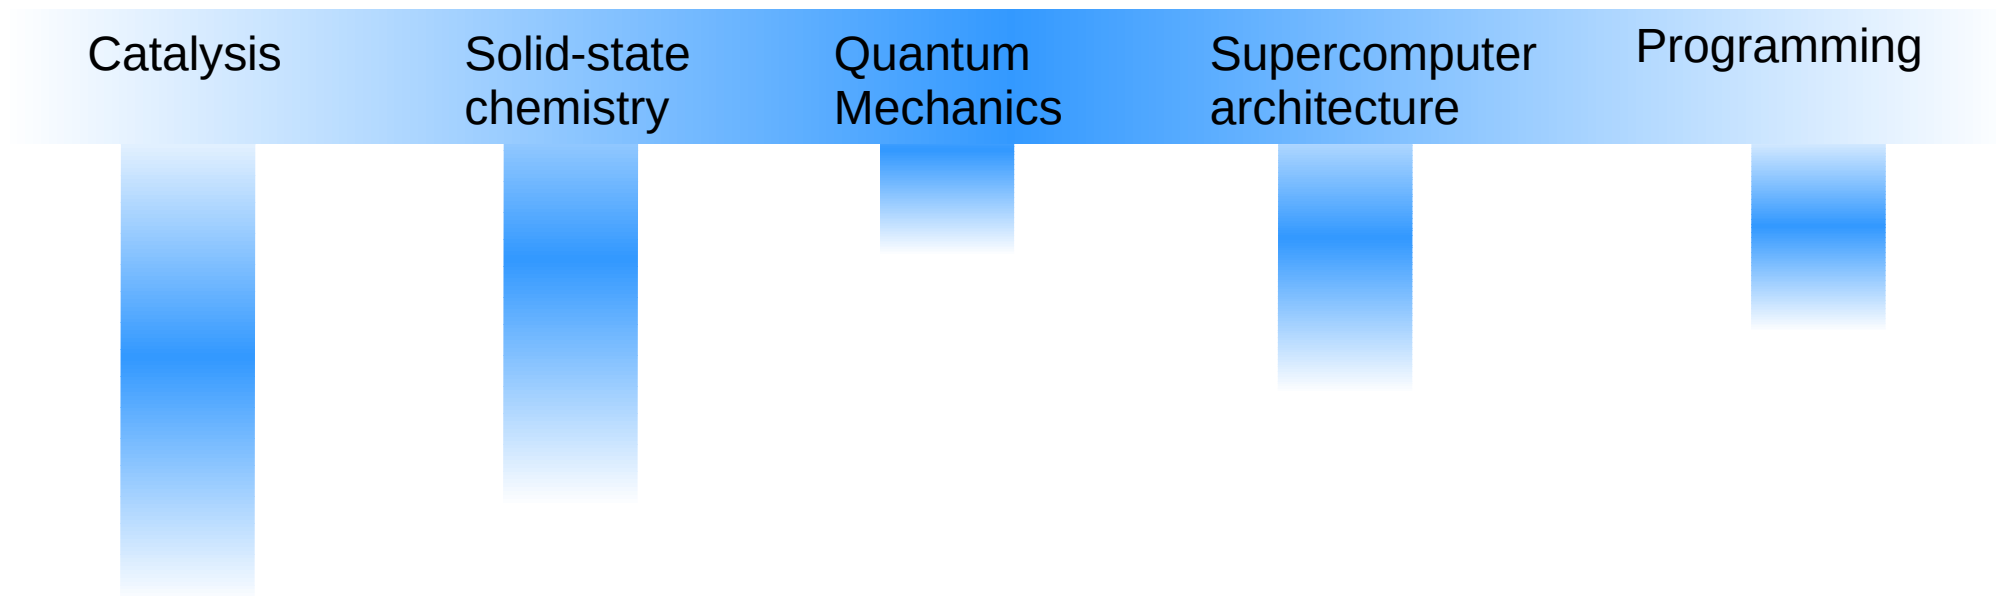 Catalysis
Solid-state
chemistry
Quantum
Mechanics
Supercomputer
architecture
Programming